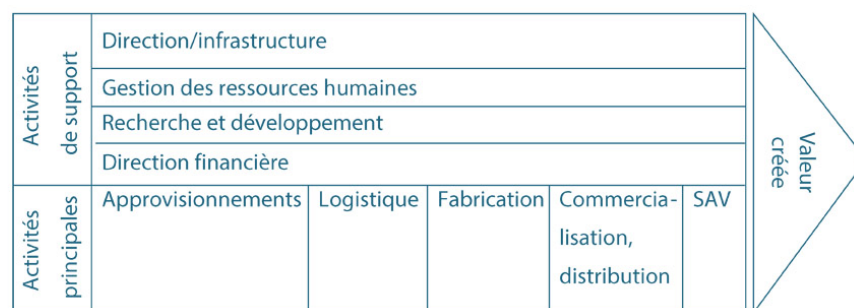 Activités
de support
Direction/infrastructure
Gestion des ressources humaines
Recherche et développement
Direction financière
Activités
principales
Approvisionnements
Logistique
Fabrication
Commercia-
lisation,
distribution
SAV
Valeur
créée